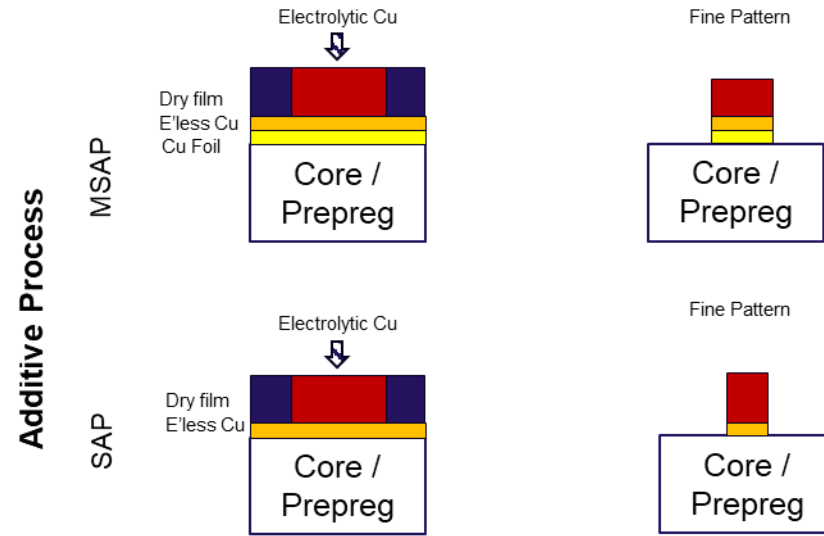 Additive Process
MSAP
Electrolytic Cu
Dry film
E'less Cu
Cu Foil
Core /
Prepreg
Fine Pattern
Core /
Prepreg
SAP
Electrolytic Cu
Dry film
E'less Cu
Core /
Prepreg
Fine Pattern
Core /
Prepreg